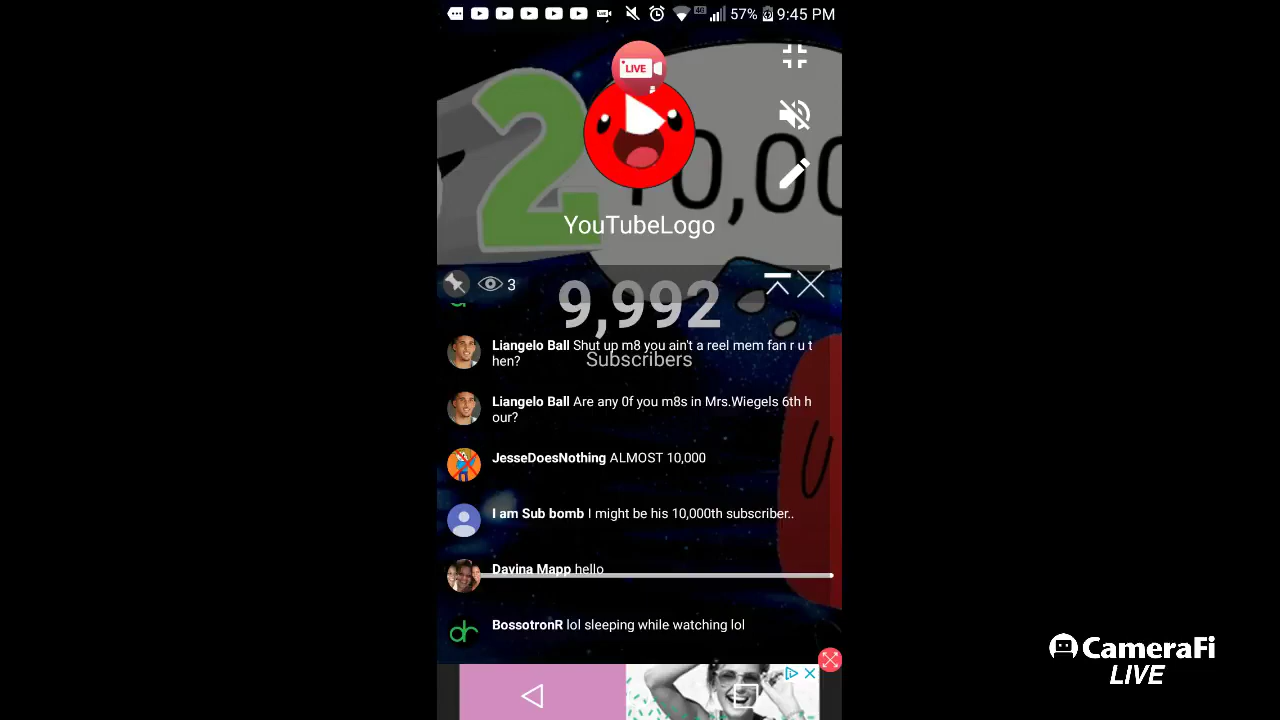 57% 9:45 PM
LIVE
2
10,00
YouTubeLogo
3
9,992
Subscribers
Liangelo Ball Shut up m8 you ain't a reel mem fan r u t
hen?
Liangelo Ball Are any 0f you m8s in Mrs.Wiegels 6th h
our?
JesseDoesNothing ALMOST 10,000
I am Sub bomb I might be his 10,000th subscriber..
Davina Mapp hello
BossotronR lol sleeping while watching lol
CameraFi
LIVE